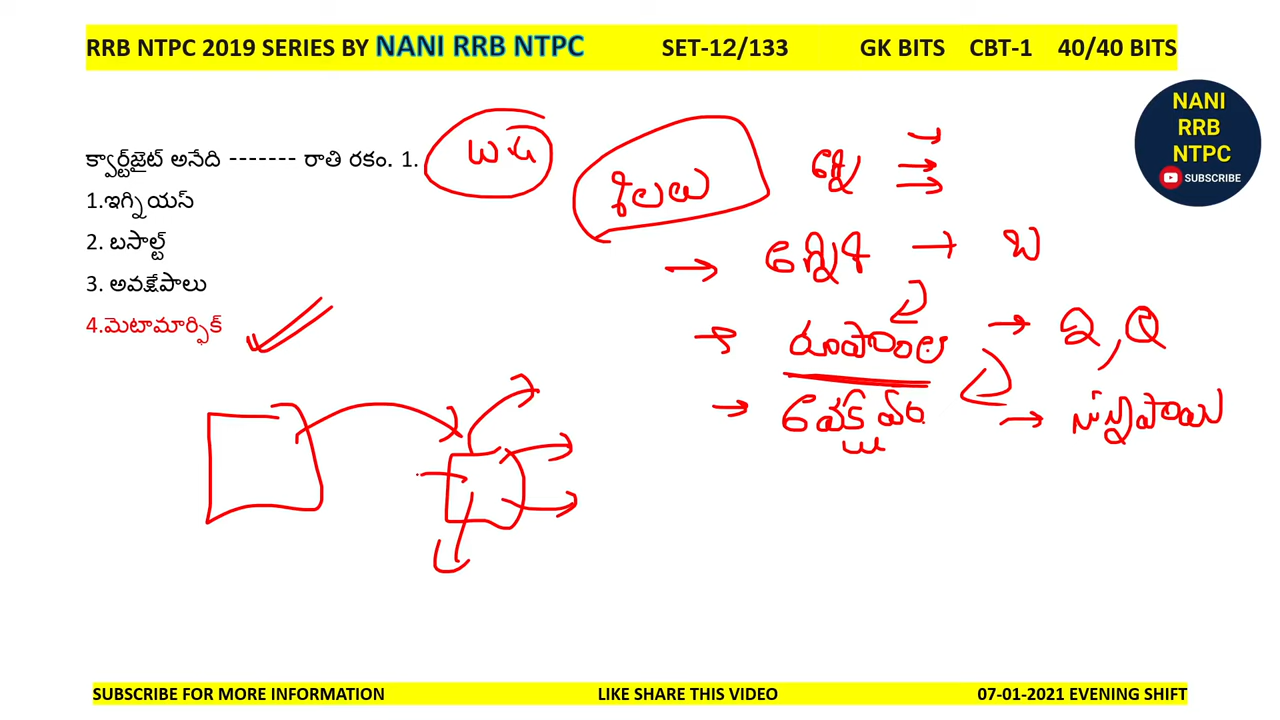 RRB NTPC 2019 SERIES BY NANI RRB NTPC SET-12/133 GK BITS CBT-1 40/40 BITS
NANI
RRB
NTPC
SUBSCRIBE
క్వార్ట్‌జైట్ అనేది ------- రాతి రకం. 1.
1.ఇగ్నియస్
2. బసాల్ట్
3. అవక్షేపాలు
4.మెటామార్ఫిక్
శిలలు
SUBSCRIBE FOR MORE INFORMATION LIKE SHARE THIS VIDEO 07-01-2021 EVENING SHIFT